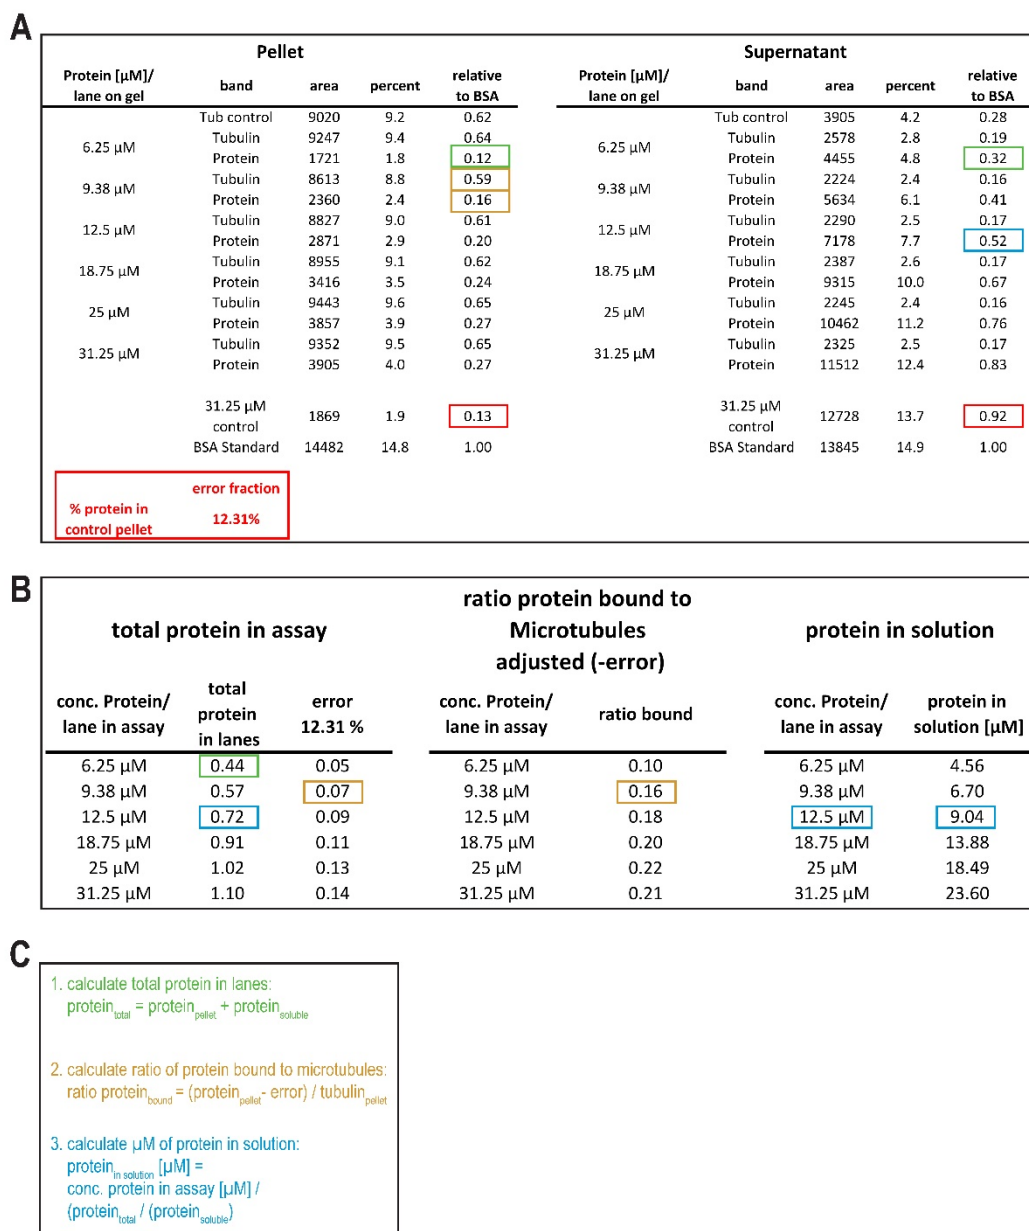 A
Pellet Supernatant
Protein [µM]/ lane on gel band area percent relative to BSA Protein [µM]/ lane on gel band area percent relative to BSA
Tub control 9020 9.2 0.62 Tub control 3905 4.2 0.28
6.25 µM Tubulin 9247 9.4 0.64 6.25 µM Tubulin 2578 2.8 0.19
Protein 1721 1.8 0.12 Protein 4455 4.8 0.32
9.38 µM Tubulin 8613 8.8 0.59 9.38 µM Tubulin 2224 2.4 0.16
Protein 2360 2.4 0.16 Protein 5634 6.1 0.41
12.5 µM Tubulin 8827 9.0 0.61 12.5 µM Tubulin 2290 2.5 0.17
Protein 2871 2.9 0.20 Protein 7178 7.7 0.52
18.75 µM Tubulin 8955 9.1 0.62 18.75 µM Tubulin 2387 2.6 0.17
Protein 3416 3.5 0.24 Protein 9315 10.0 0.67
25 µM Tubulin 9443 9.6 0.65 25 µM Tubulin 2245 2.4 0.16
Protein 3857 3.9 0.27 Protein 10462 11.2 0.76
31.25 µM Tubulin 9352 9.5 0.65 31.25 µM Tubulin 2325 2.5 0.17
Protein 3905 4.0 0.27 Protein 11512 12.4 0.83
31.25 µM control 1869 1.9 0.13 31.25 µM control 12728 13.7 0.92
BSA Standard 14482 14.8 1.00 BSA Standard 13845 14.9 1.00
error fraction
% protein in control pellet 12.31%
B
total protein in assay
ratio protein bound to
Microtubules
adjusted (-error)
protein in solution
conc. Protein/ lane in assay total protein in lanes error 12.31 % conc. Protein/ lane in assay ratio bound conc. Protein/ lane in assay protein in solution [µM]
6.25 µM 0.44 0.05 6.25 µM 0.10 6.25 µM 4.56
9.38 µM 0.57 0.07 9.38 µM 0.16 9.38 µM 6.70
12.5 µM 0.72 0.09 12.5 µM 0.18 12.5 µM 9.04
18.75 µM 0.91 0.11 18.75 µM 0.20 18.75 µM 13.88
25 µM 1.02 0.13 25 µM 0.22 25 µM 18.49
31.25 µM 1.10 0.14 31.25 µM 0.21 31.25 µM 23.60
C
1. calculate total protein in lanes:
protein total = protein pellet + protein soluble
2. calculate ratio of protein bound to microtubules:
ratio protein bound = (protein pellet - error) / tubulin pellet
3. calculate µM of protein in solution:
protein in solution [µM] =
conc. protein in assay [µM] /
(protein total / (protein soluble)